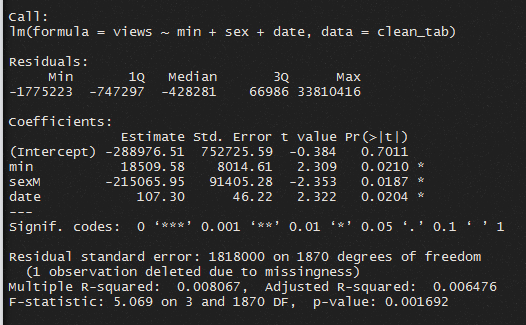 Call:
lm(formula = views ~ min + sex + date, data = clean_tab)
Residuals:
Min 1Q Median 3Q Max
-1775223 -747297 -428281 66986 33810416
Coefficients:
Estimate Std. Error t value Pr(>|t|)
(Intercept) -288976.51 752725.59 -0.384 0.7011
min 18509.58 8014.61 2.309 0.0210 *
sexM -215065.95 91405.28 -2.353 0.0187 *
date 107.30 46.22 2.322 0.0204 *
---
Signif. codes: 0 ‘***’ 0.001 ‘**’ 0.01 ‘*’ 0.05 ‘.’ 0.1 ‘ ’ 1
Residual standard error: 1818000 on 1870 degrees of freedom
(1 observation deleted due to missingness)
Multiple R-squared: 0.008067, Adjusted R-squared: 0.006476
F-statistic: 5.069 on 3 and 1870 DF, p-value: 0.001692